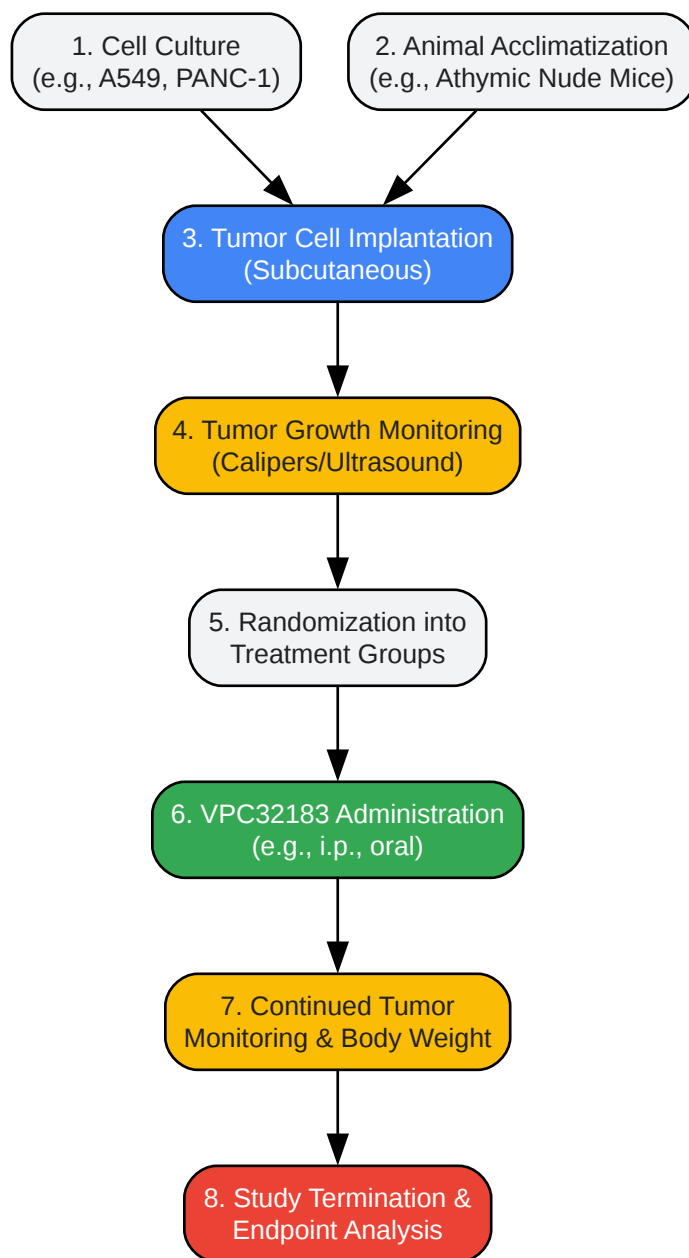 1. Cell Culture
(e.g., A549, PANC-1)
2. Animal Acclimatization
(e.g., Athymic Nude Mice)
3. Tumor Cell Implantation
(Subcutaneous)
4. Tumor Growth Monitoring
(Calipers/Ultrasound)
5. Randomization into
Treatment Groups
6. VPC32183 Administration
(e.g., i.p., oral)
7. Continued Tumor
Monitoring & Body Weight
8. Study Termination &
Endpoint Analysis